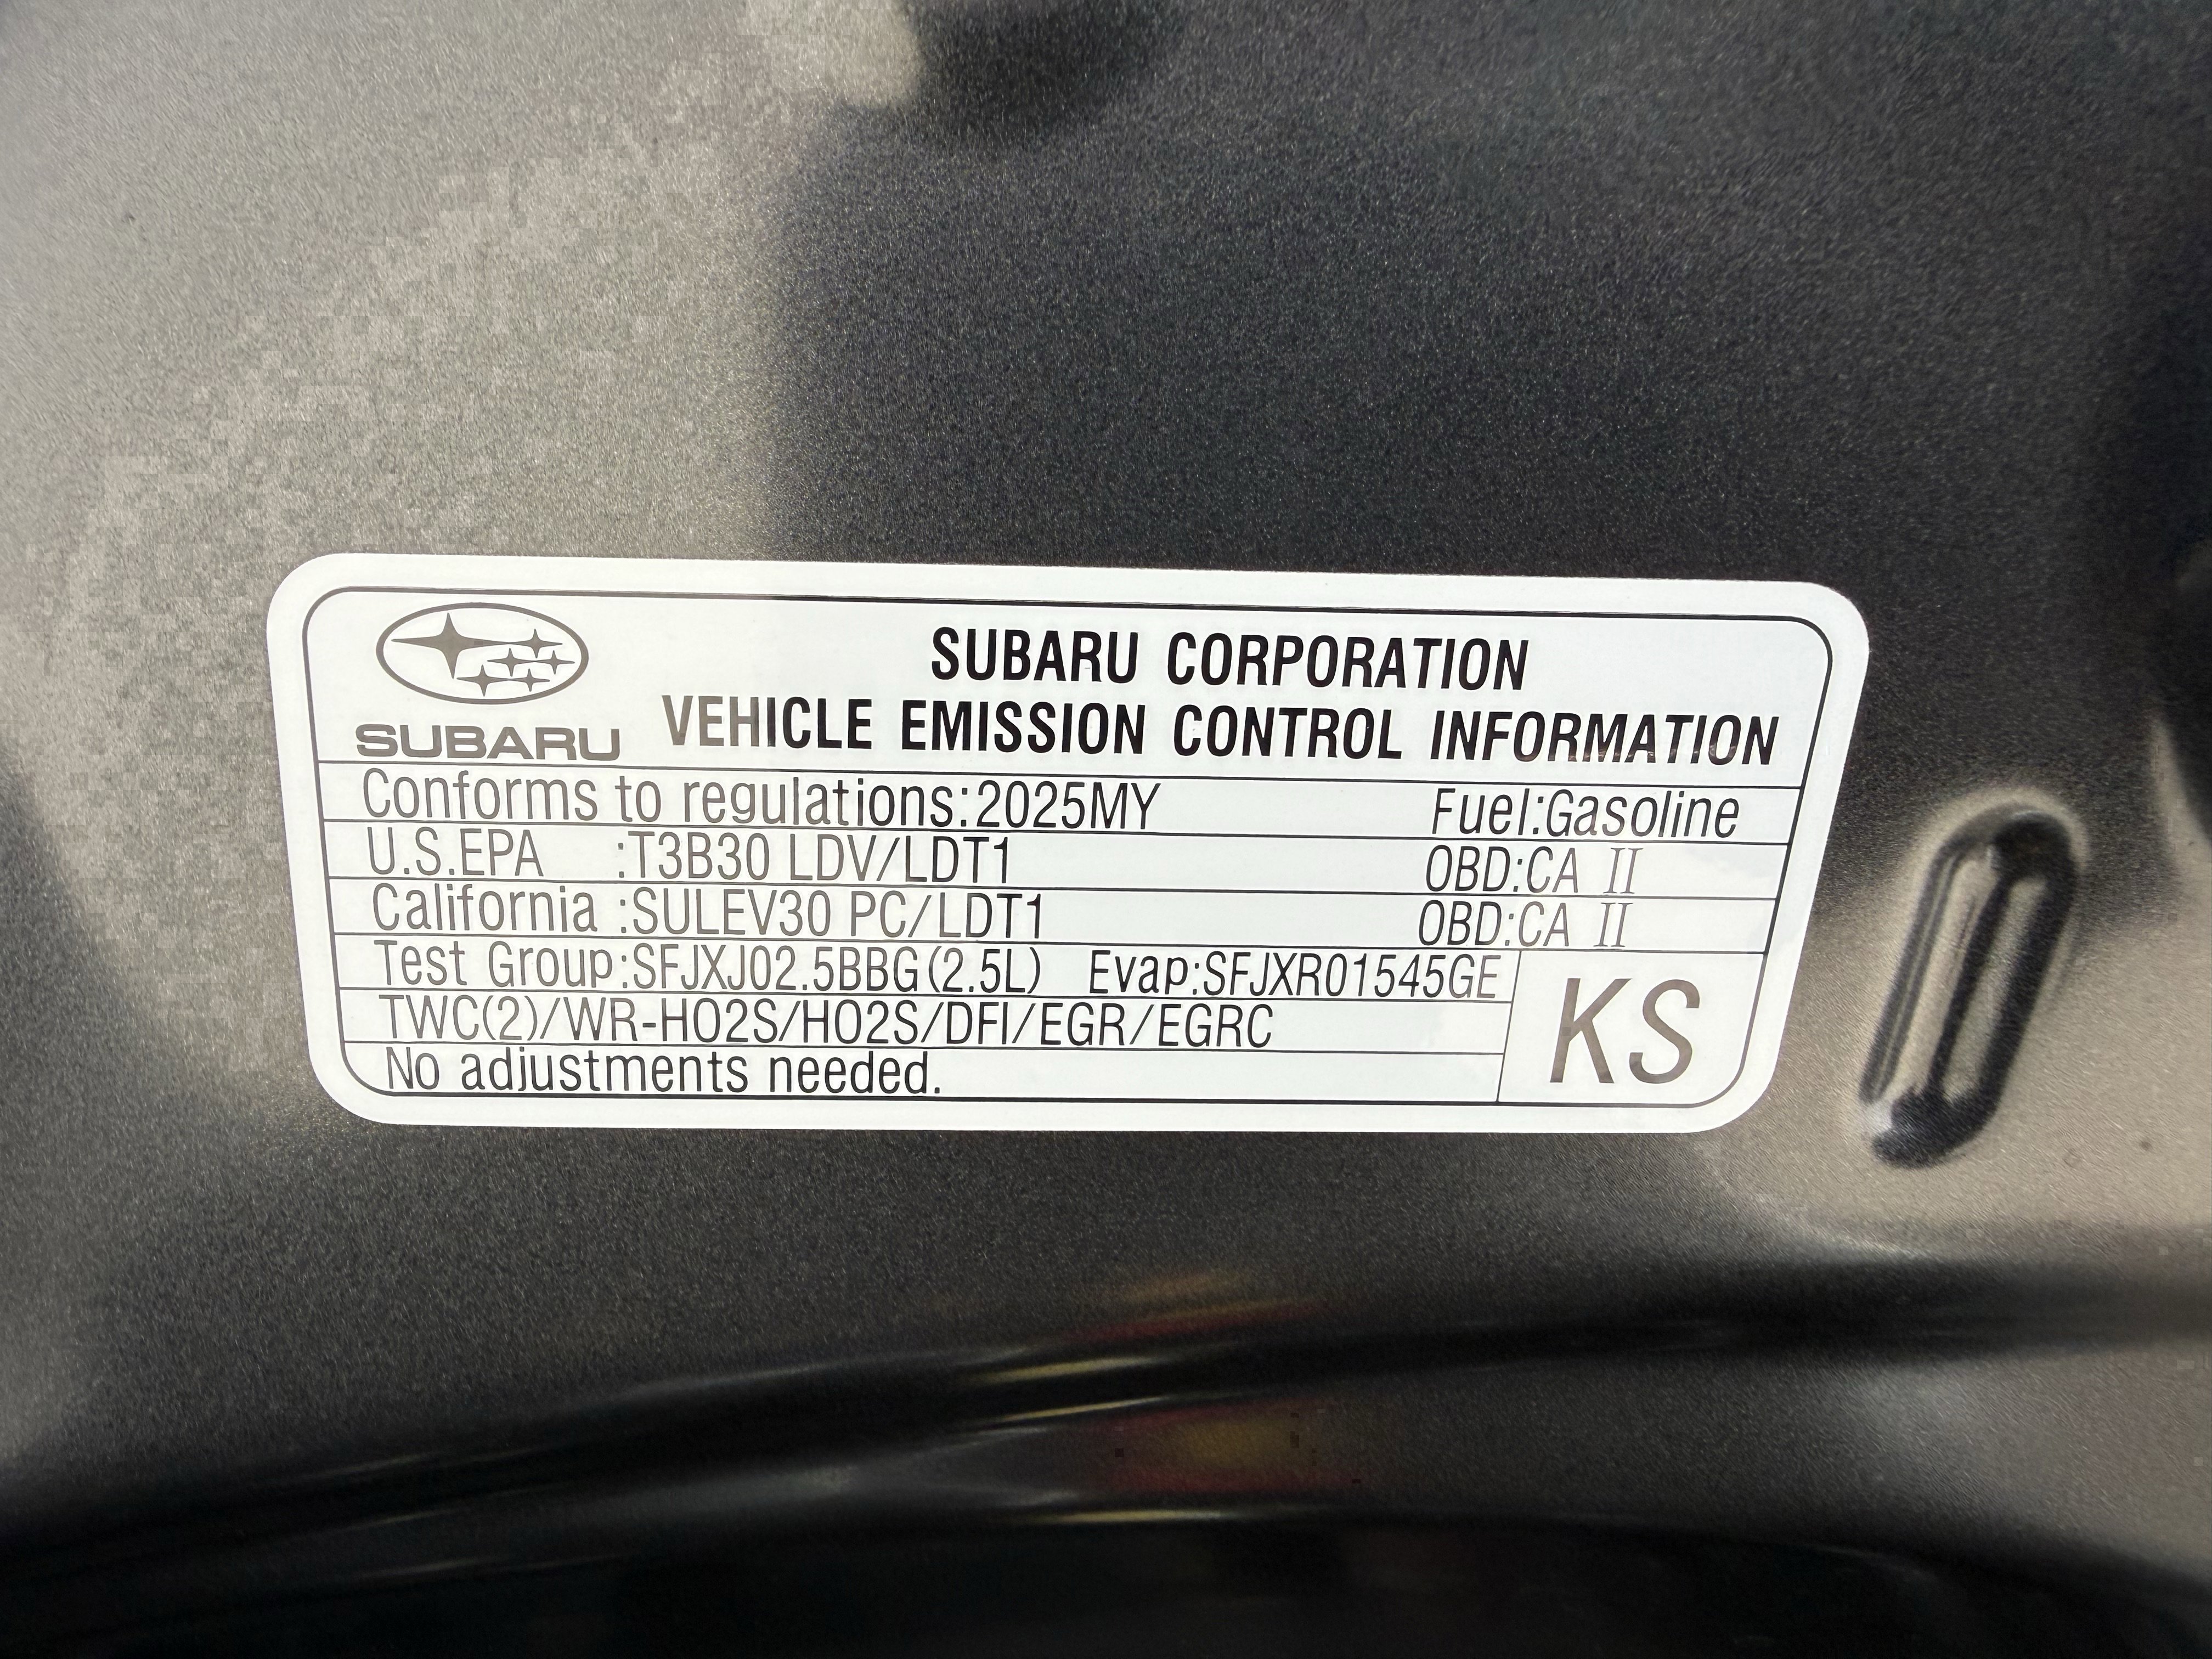 SUBARU CORPORATION
SUBARU VEHICLE EMISSION CONTROL INFORMATION
Conforms to regulations:2025MY Fuel:Gasoline
U.S.EPA :T3B30 LDV/LDT1 OBD:CA II
California :SULEV30 PC/LDT1 OBD:CA II
Test Group:SFJXJ02.5BBG(2.5L) Evap:SFJXR01545GE
TWC(2)/WR-HO2S/HO2S/DFI/EGR/EGRC
KS
No adjustments needed.